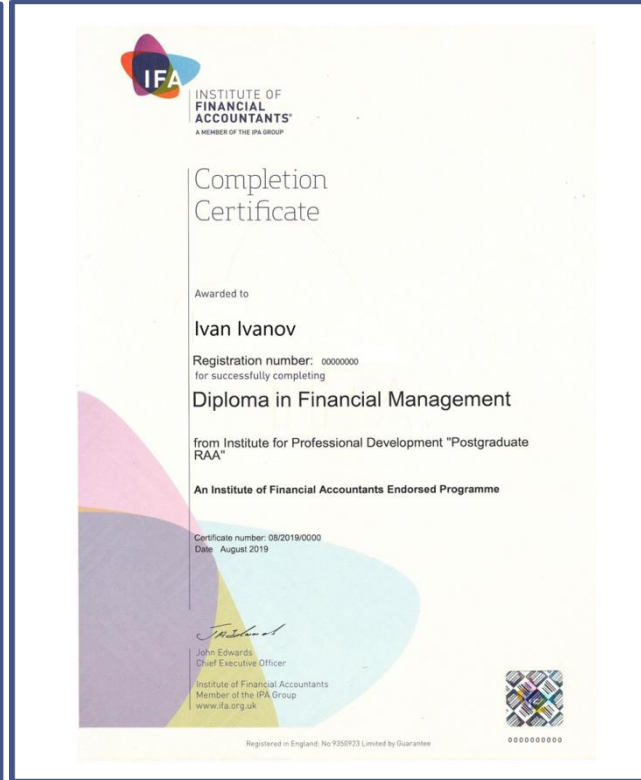 IFA
INSTITUTE OF
FINANCIAL
ACCOUNTANTS®
A MEMBER OF THE IPA GROUP
Completion
Certificate
Awarded to
Ivan Ivanov
Registration number: 00000000
for successfully completing
Diploma in Financial Management
from Institute for Professional Development "Postgraduate
RAA"
An Institute of Financial Accountants Endorsed Programme
Certificate number: 08/2019/0000
Date August 2019
John Edwards
Chief Executive Officer
Institute of Financial Accountants
Member of the IPA Group
www.ifa.org.uk
Registered in England: No 9350923 Limited by Guarantee
0000000000